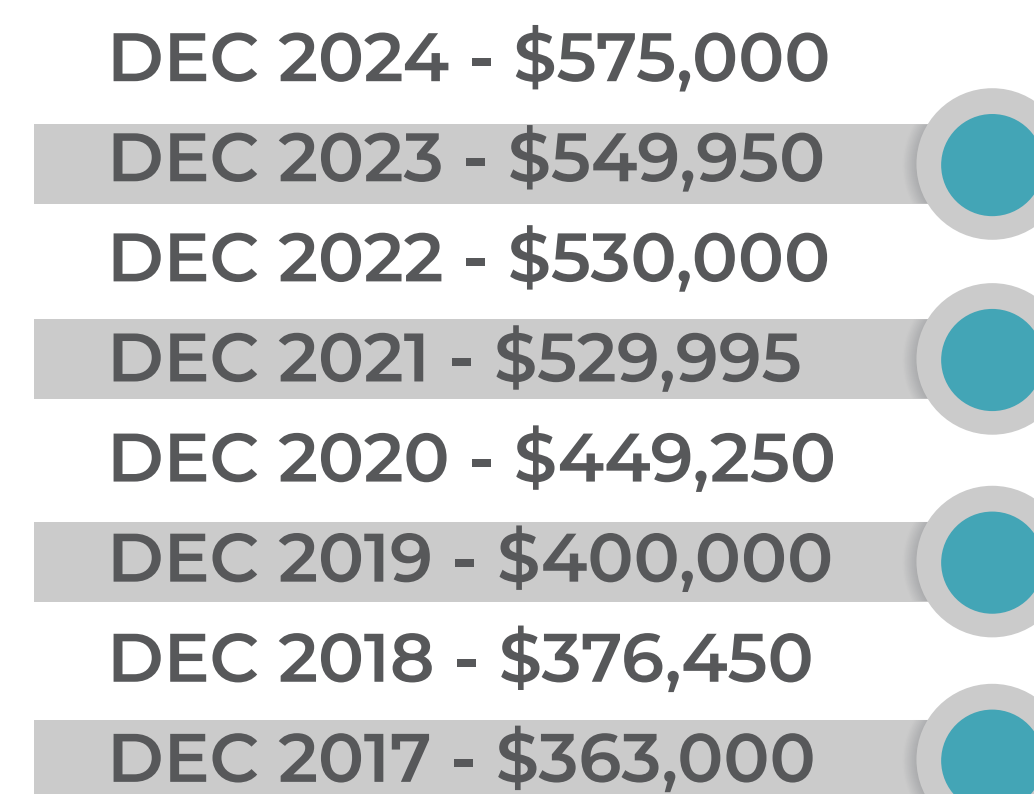 DEC 2024 - $575,000
DEC 2023 - $549,950
DEC 2022 - $530,000
DEC 2021 - $529,995
DEC 2020 - $449,250
DEC 2019 - $400,000
DEC 2018 - $376,450
DEC 2017 - $363,000